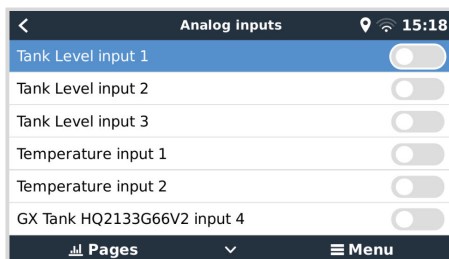 Analog inputs 15:18
Tank Level input 1
Tank Level input 2
Tank Level input 3
Temperature input 1
Temperature input 2
GX Tank HQ2133G66V2 input 4
Pages Menu